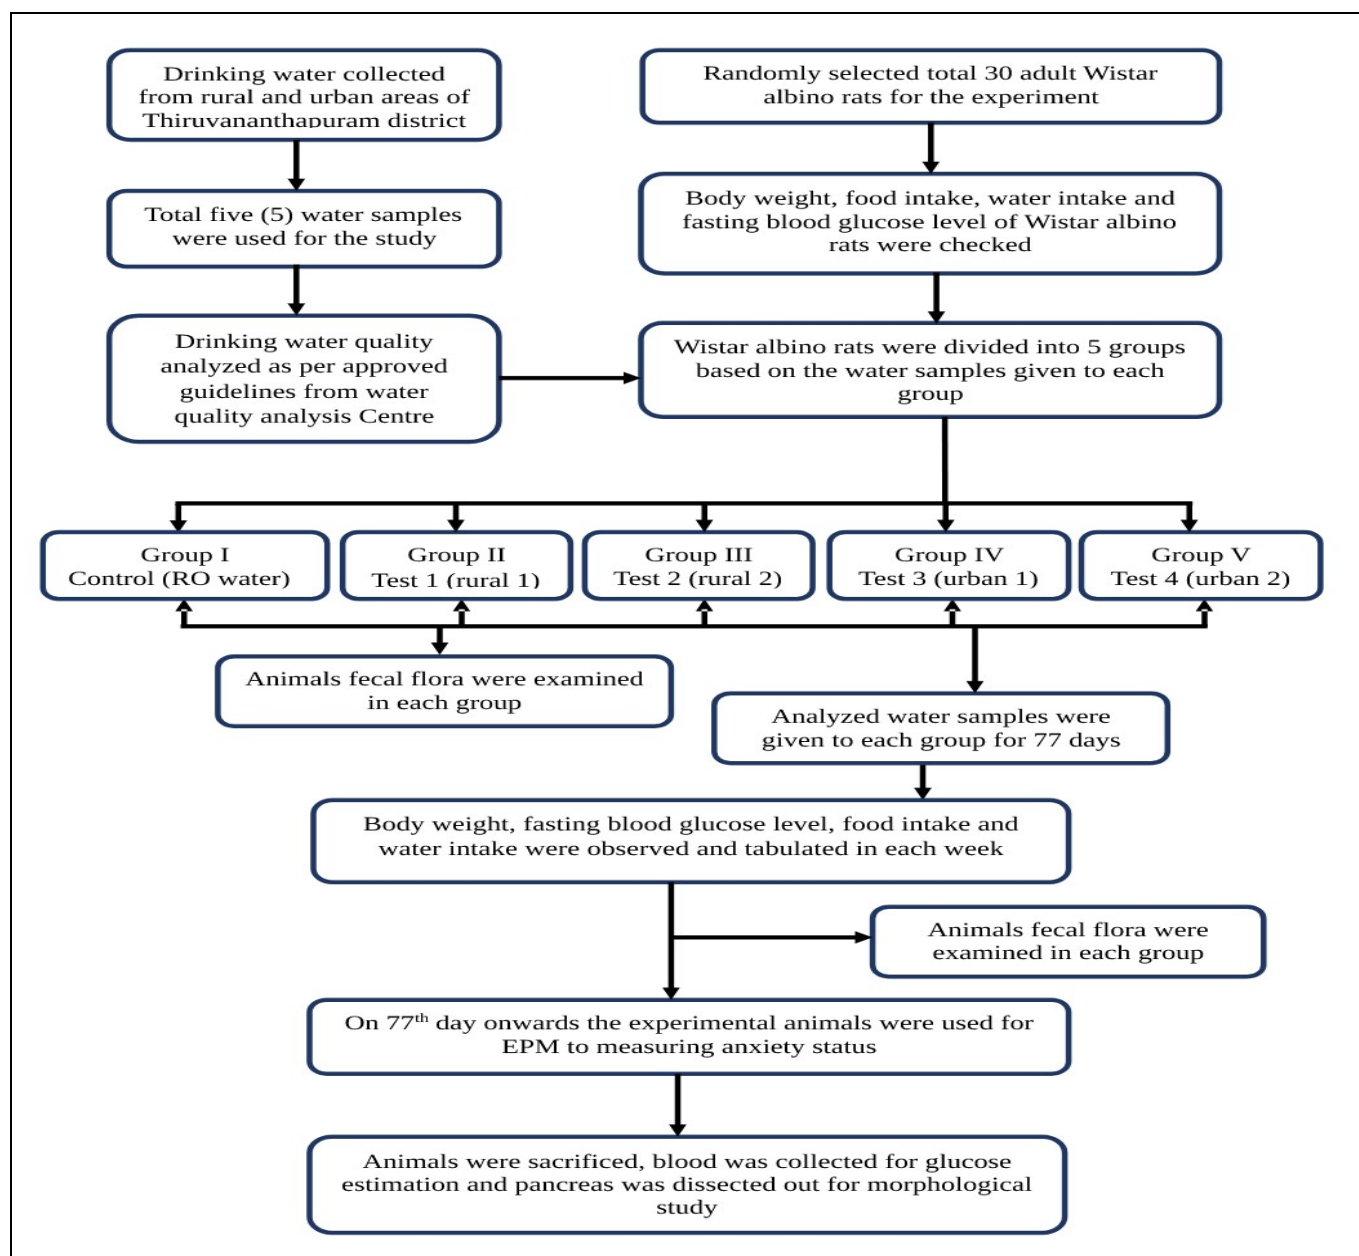 Drinking water collected
from rural and urban areas of
Thiruvananthapuram district
Randomly selected total 30 adult Wistar
albino rats for the experiment
Total five (5) water samples
were used for the study
Body weight, food intake, water intake and
fasting blood glucose level of Wistar albino
rats were checked
Drinking water quality
analyzed as per approved
guidelines from water
quality analysis Centre
Wistar albino rats were divided into 5 groups
based on the water samples given to each
group
Group I
Control (RO water)
Group II
Test 1 (rural 1)
Group III
Test 2 (rural 2)
Group IV
Test 3 (urban 1)
Group V
Test 4 (urban 2)
Animals fecal flora were examined
in each group
Analyzed water samples were
given to each group for 77 days
Body weight, fasting blood glucose level, food intake and
water intake were observed and tabulated in each week
Animals fecal flora were
examined in each group
On 77th day onwards the experimental animals were used for
EPM to measuring anxiety status
Animals were sacrificed, blood was collected for glucose
estimation and pancreas was dissected out for morphological
study